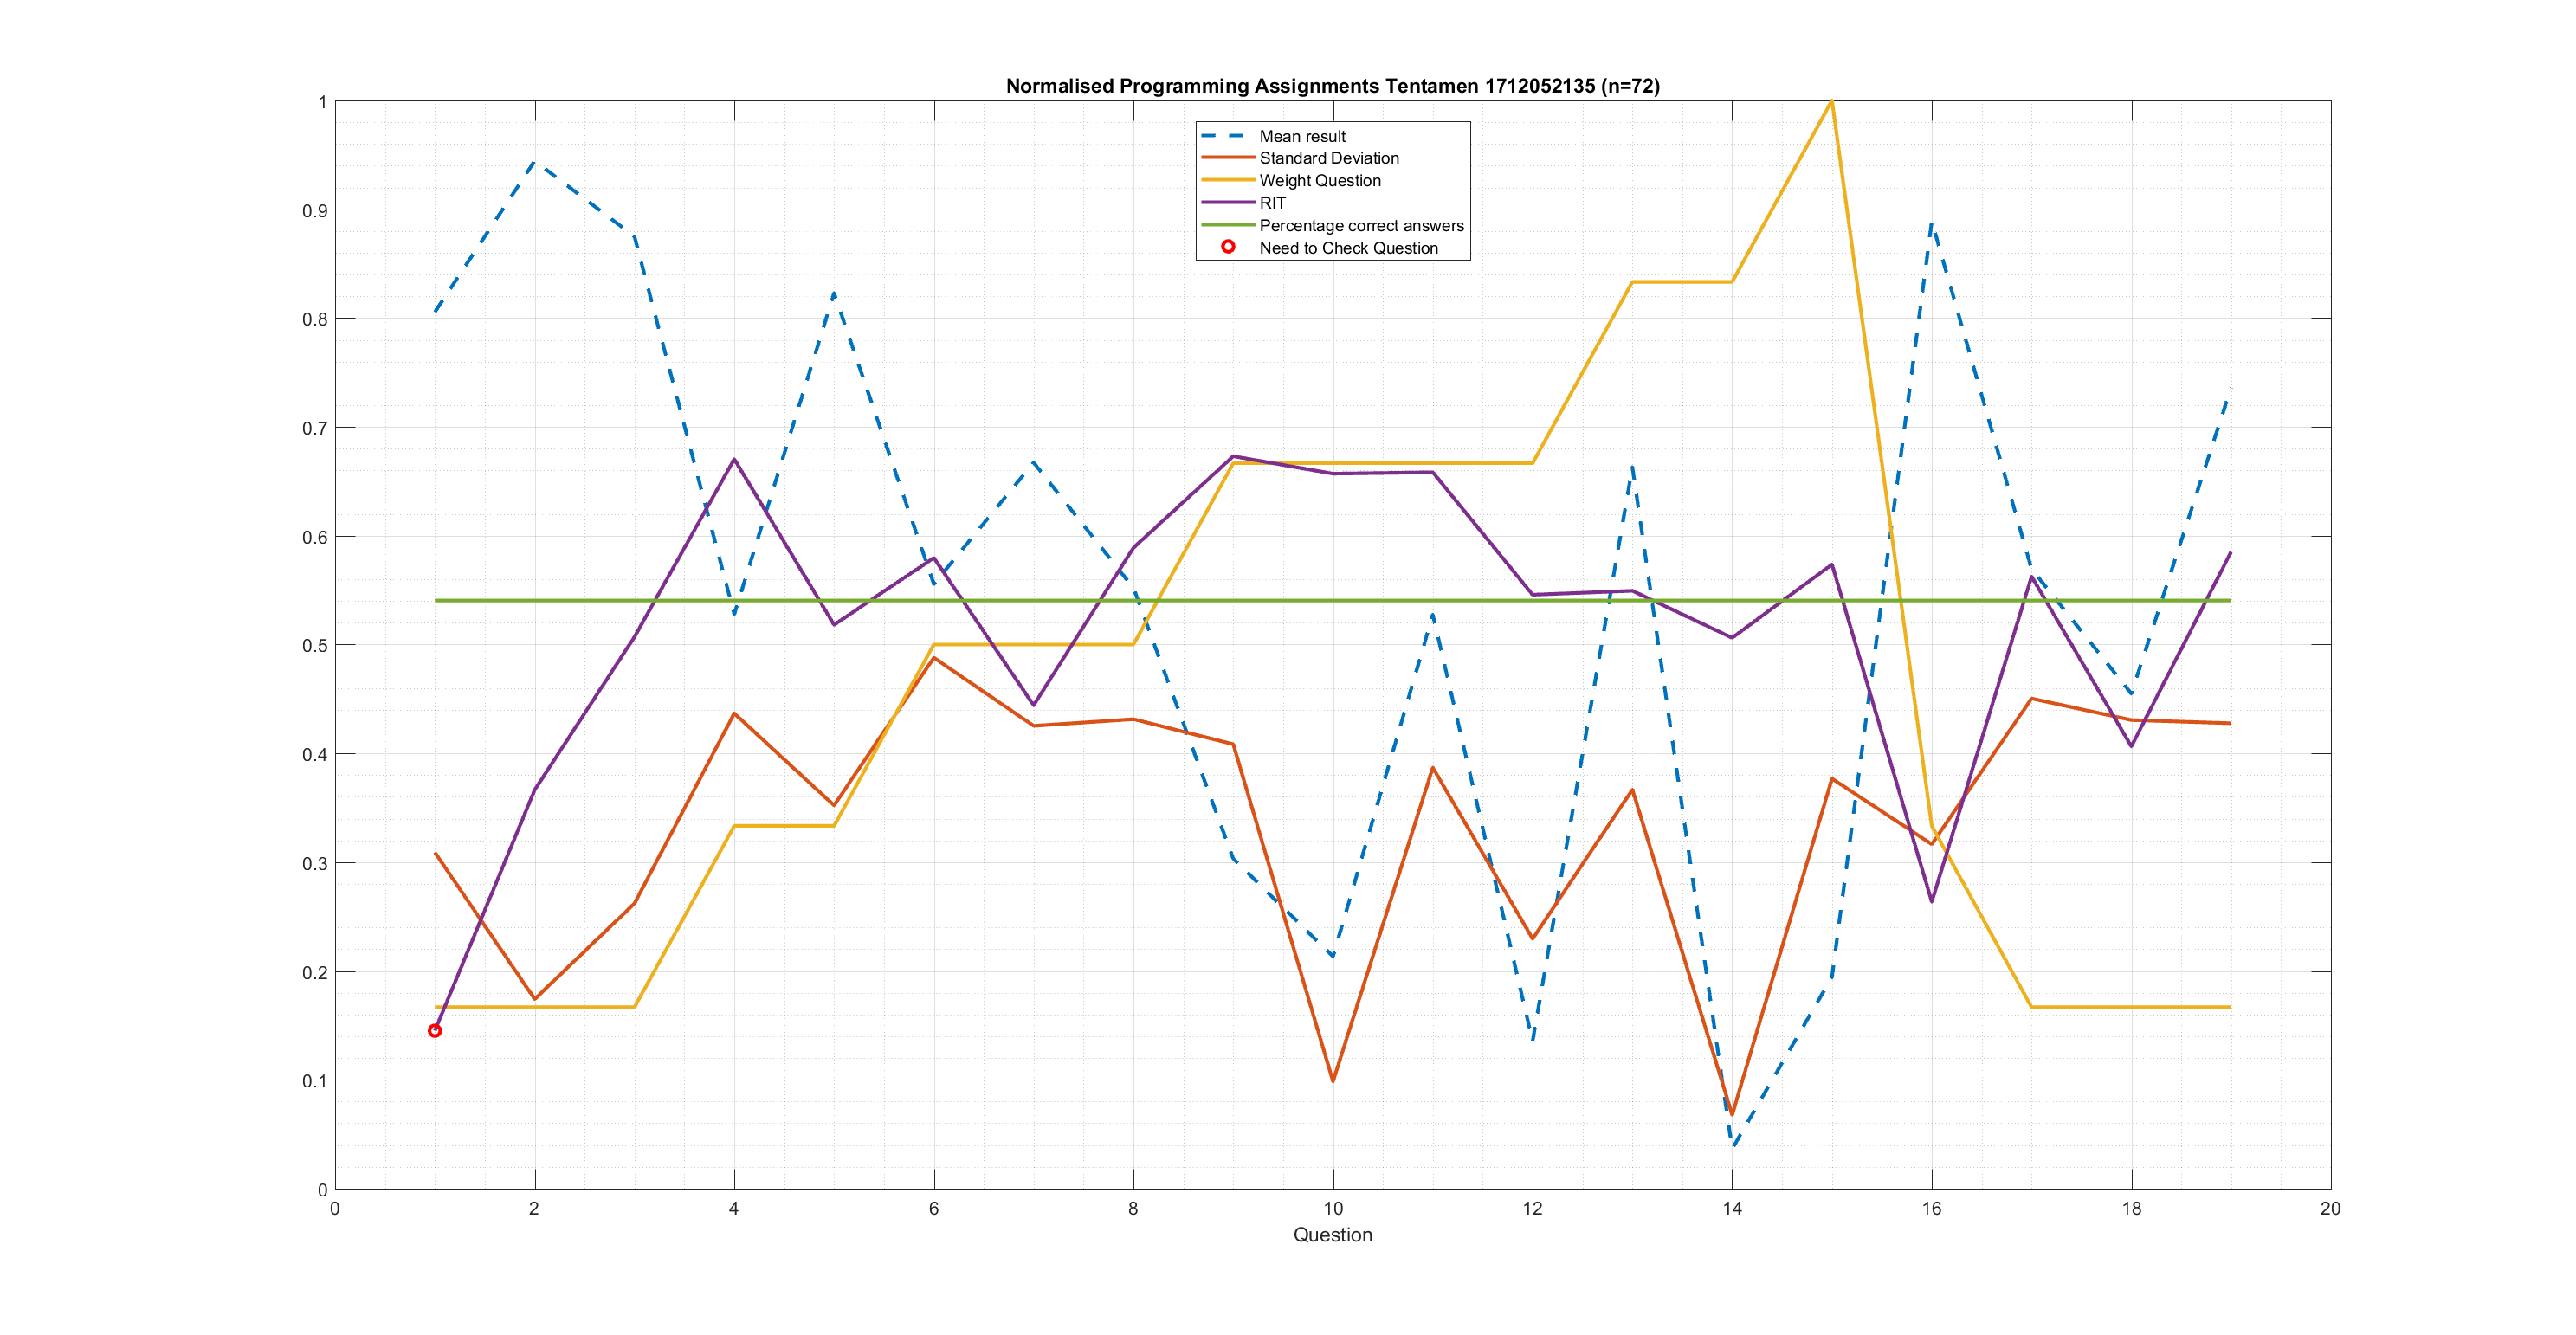 Normalised Programming Assignments Tentamen 1712052135 (n=72)
1
0.9
0.8
0.7
0.6
0.5
0.4
0.3
0.2
0.1
0
Mean result
Standard Deviation
Weight Question
RIT
Percentage correct answers
Need to Check Question
0 2 4 6 8 10 12 14 16 18 20
Question